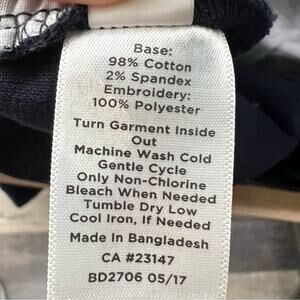 Base:
98% Cotton
2% Spandex
Embroidery:
100% Polyester
Turn Garment Inside
Out
Machine Wash Cold
Gentle Cycle
Only Non-Chlorine
Bleach When Needed
Tumble Dry Low
Cool Iron, If Needed
Made In Bangladesh
CA #23147
BD2706 05/17